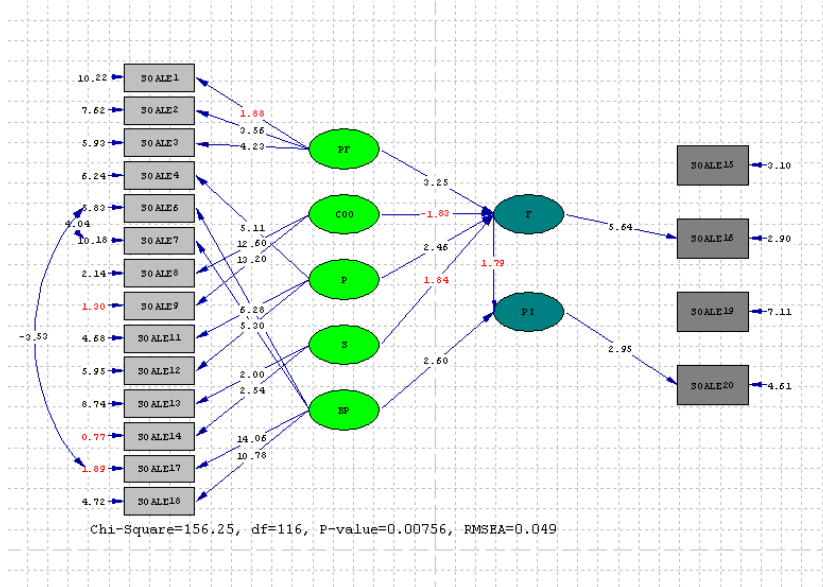 10.22 SOALE1
7.62 SOALE2
5.93 SOALE3
6.24 SOALE4
5.83 SOALE6
4.04
10.18 SOALE7
2.14 SOALE8
1.30 SOALE9
4.68 SOALE11
5.95 SOALE12
8.74 SOALE13
0.77 SOALE14
1.89 SOALE17
4.72 SOALE18
-3.53
1.88
3.56
4.23
5.11
12.60
13.20
6.28
5.30
2.00
2.54
14.06
10.78
PF
COO
P
S
BP
3.25
-1.83
2.46
1.84
1.79
2.60
F
PI
5.64
2.95
SOALE15 3.10
SOALE16 2.90
SOALE19 7.11
SOALE20 4.61
Chi-Square=156.25, df=116, P-value=0.00756, RMSEA=0.049